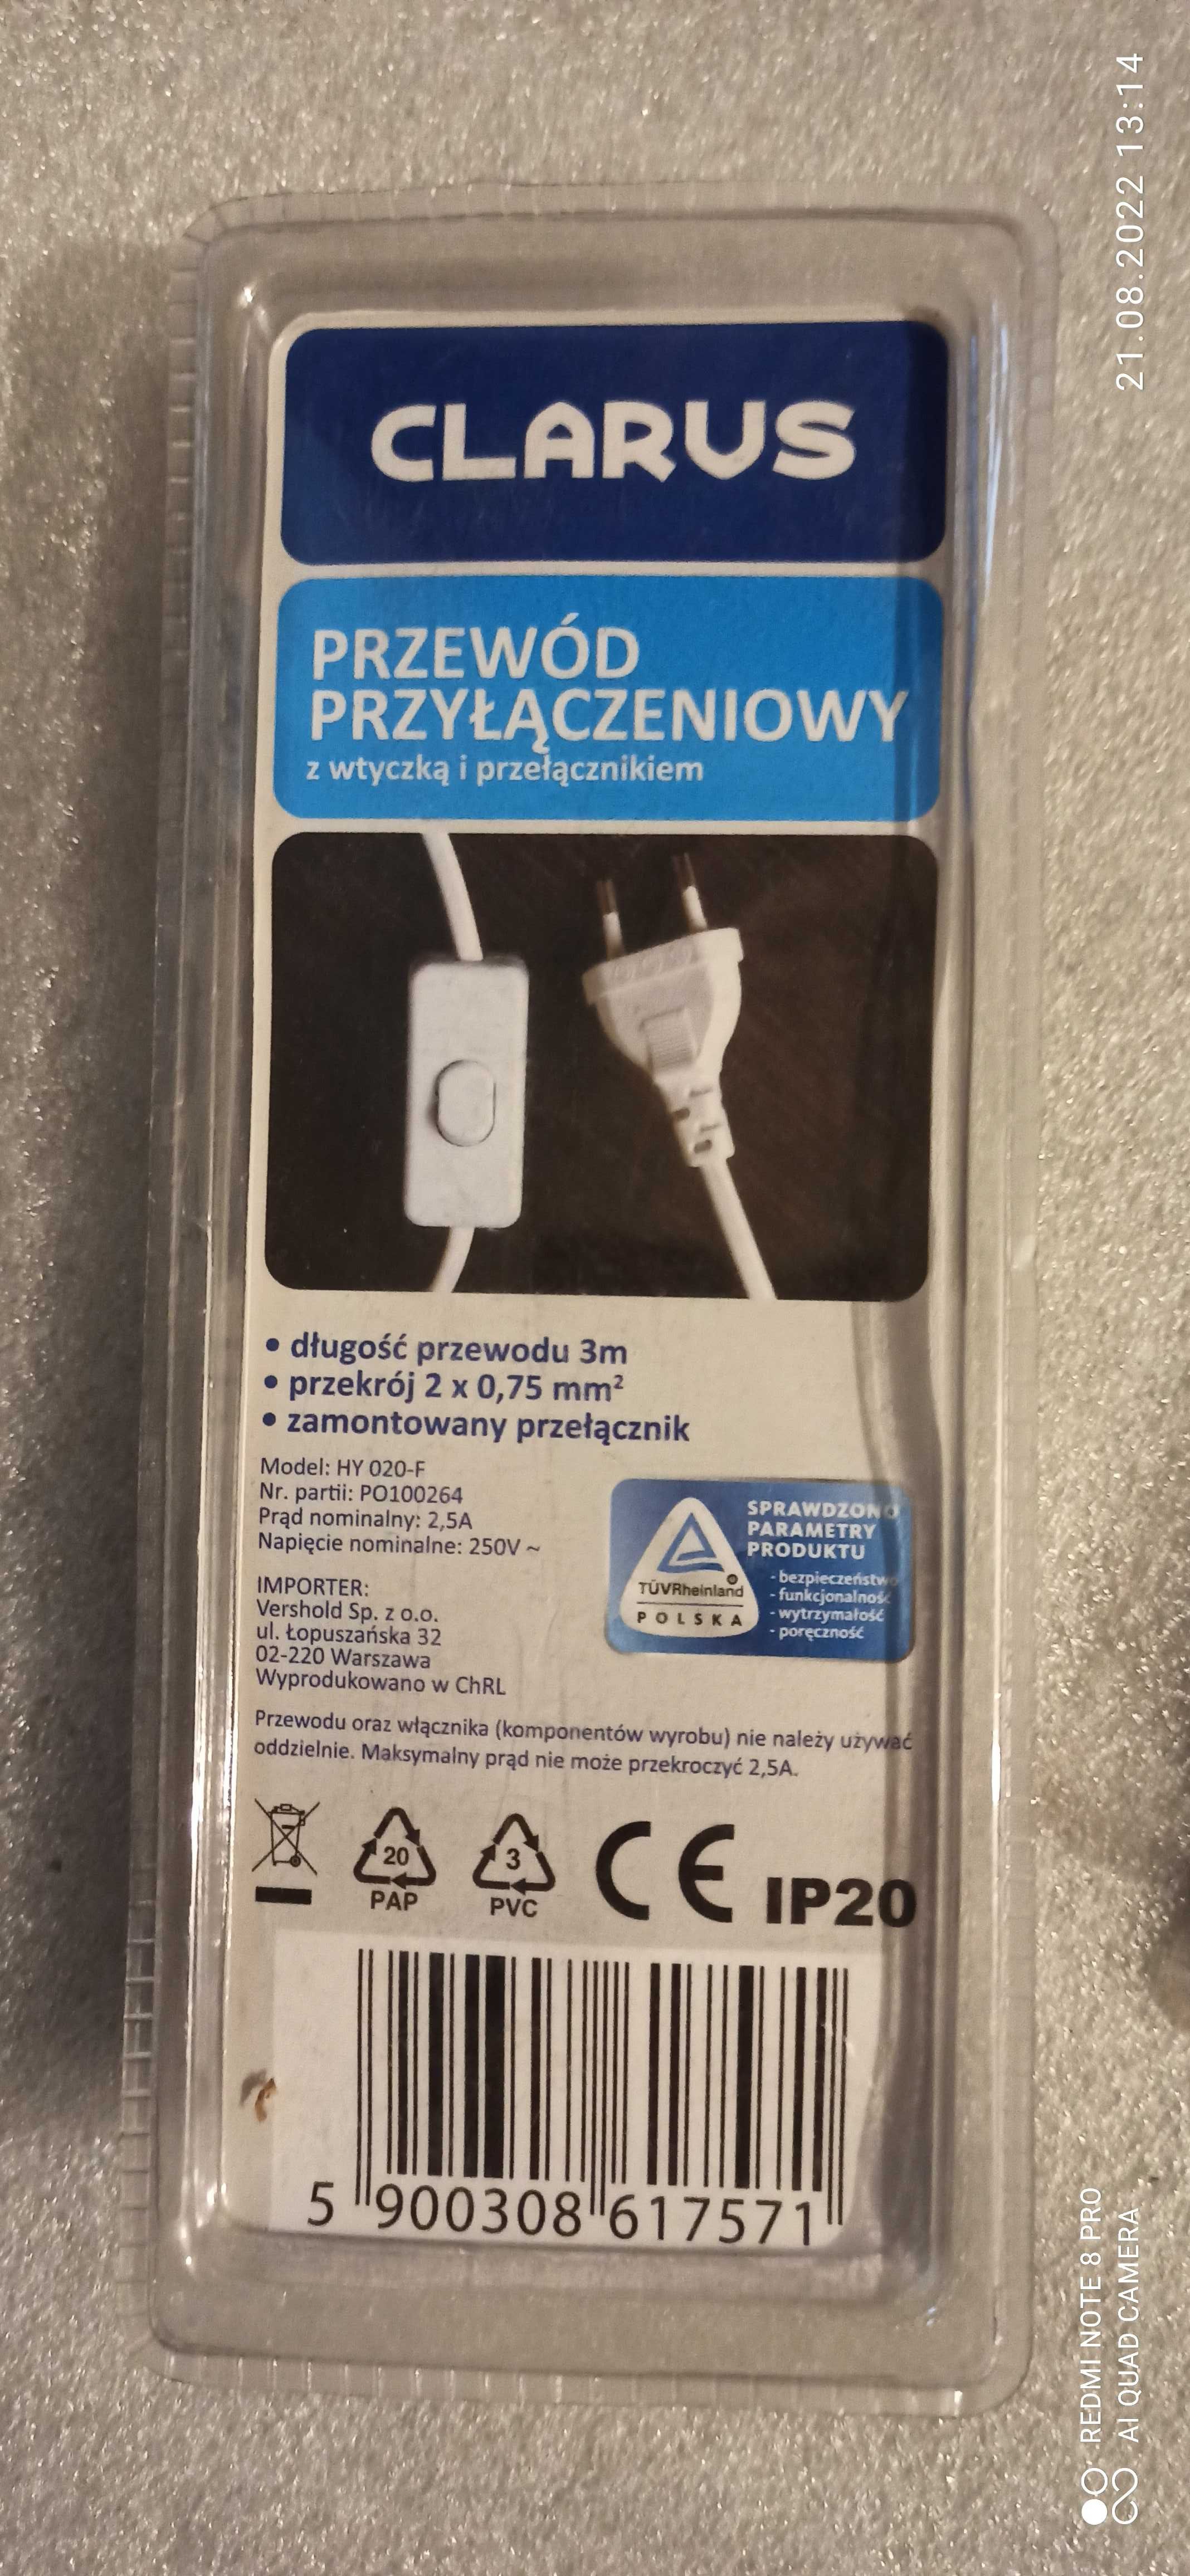 CLARUS
PRZEWÓD
PRZYŁĄCZENIOWY
z wtyczką i przełącznikiem
• długość przewodu 3m
• przekrój 2 x 0,75 mm²
• zamontowany przełącznik
Model: HY 020-F
Nr. partii: PO100264
Prąd nominalny: 2,5A
Napięcie nominalne: 250V ~
IMPORTER:
Vershold Sp. z o.o.
ul. Łopuszańska 32
02-220 Warszawa
Wyprodukowano w ChRL
SPRAWDZONO
PARAMETRY
PRODUKTU
- bezpieczeństwo
- funkcjonalność
- wytrzymałość
- poręczność
TÜVRheinland
POLSKA
Przewodu oraz włącznika (komponentów wyrobu) nie należy używać
oddzielnie. Maksymalny prąd nie może przekroczyć 2,5A.
20
PAP
3
PVC
CE
IP20
5 900308 617571
21.08.2022 13:14
REDMI NOTE 8 PRO
AI QUAD CAMERA